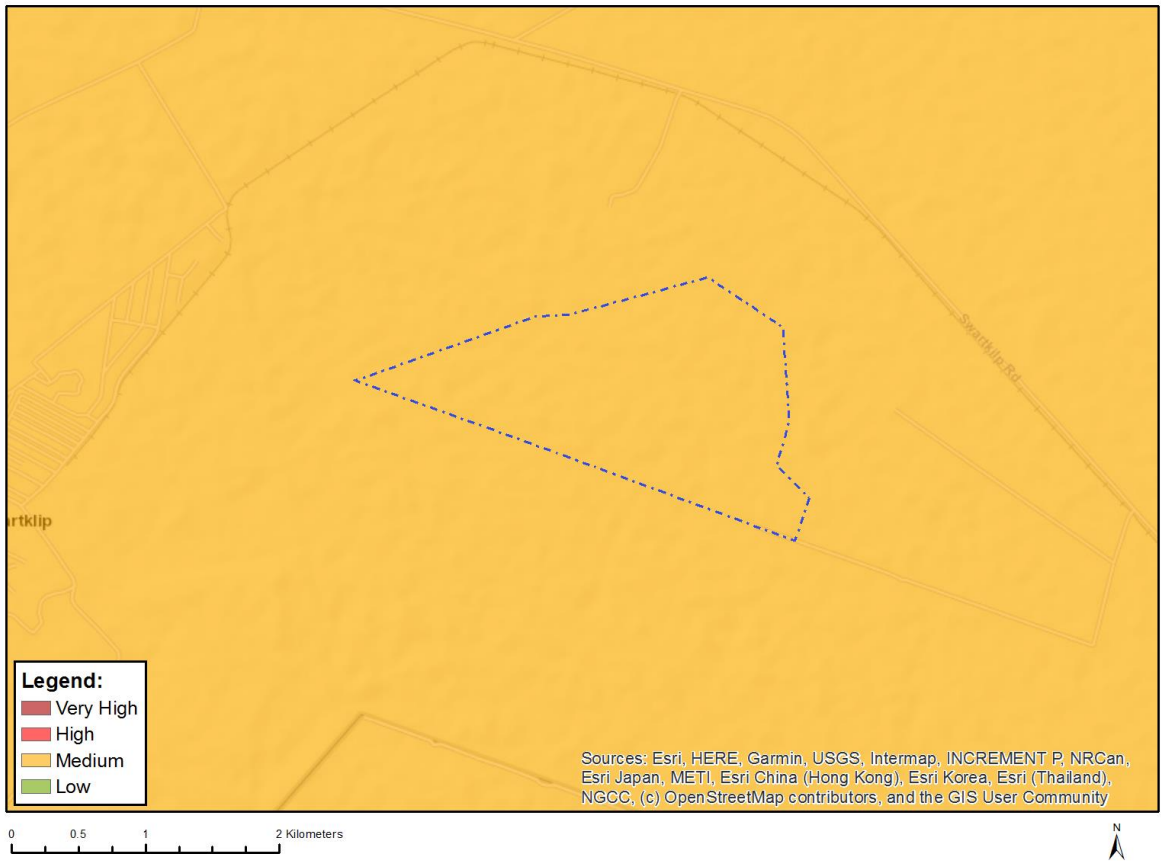 Swartklip Rd
artklip
Legend:
Very High
High
Medium
Low
Sources: Esri, HERE, Garmin, USGS, Intermap, INCREMENT P, NRCan,
Esri Japan, METI, Esri China (Hong Kong), Esri Korea, Esri (Thailand),
NGCC, (c) OpenStreetMap contributors, and the GIS User Community
0 0.5 1 2 Kilometers
N